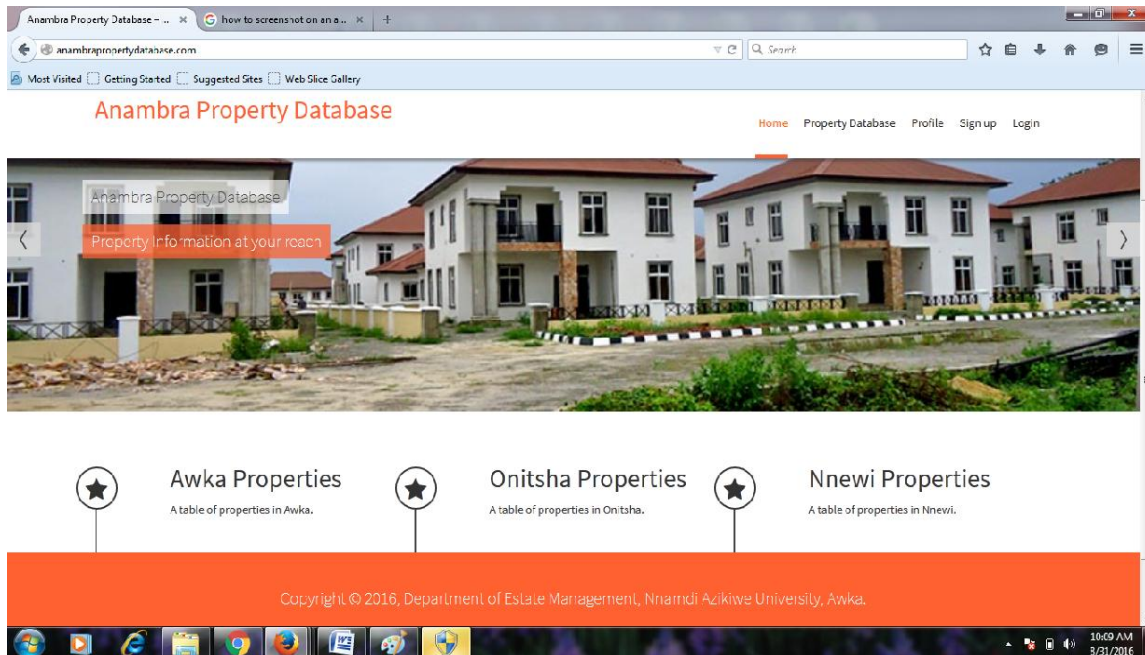 Anambra Property Database – ...
how to screenshot on an a...
anambrapropertydatabase.com
Search
Most Visited
Getting Started
Suggested Sites
Web Slice Gallery
Anambra Property Database
Home
Property Database
Profile
Sign up
Login
Anambra Property Database
Property Information at your reach
Awka Properties
Onitsha Properties
Nnewi Properties
A table of properties in Awka.
A table of properties in Onitsha.
A table of properties in Nnewi.
Copyright © 2016, Department of Estate Management, Nnamdi Azikiwe University, Awka.
10:09 AM
8/31/2016